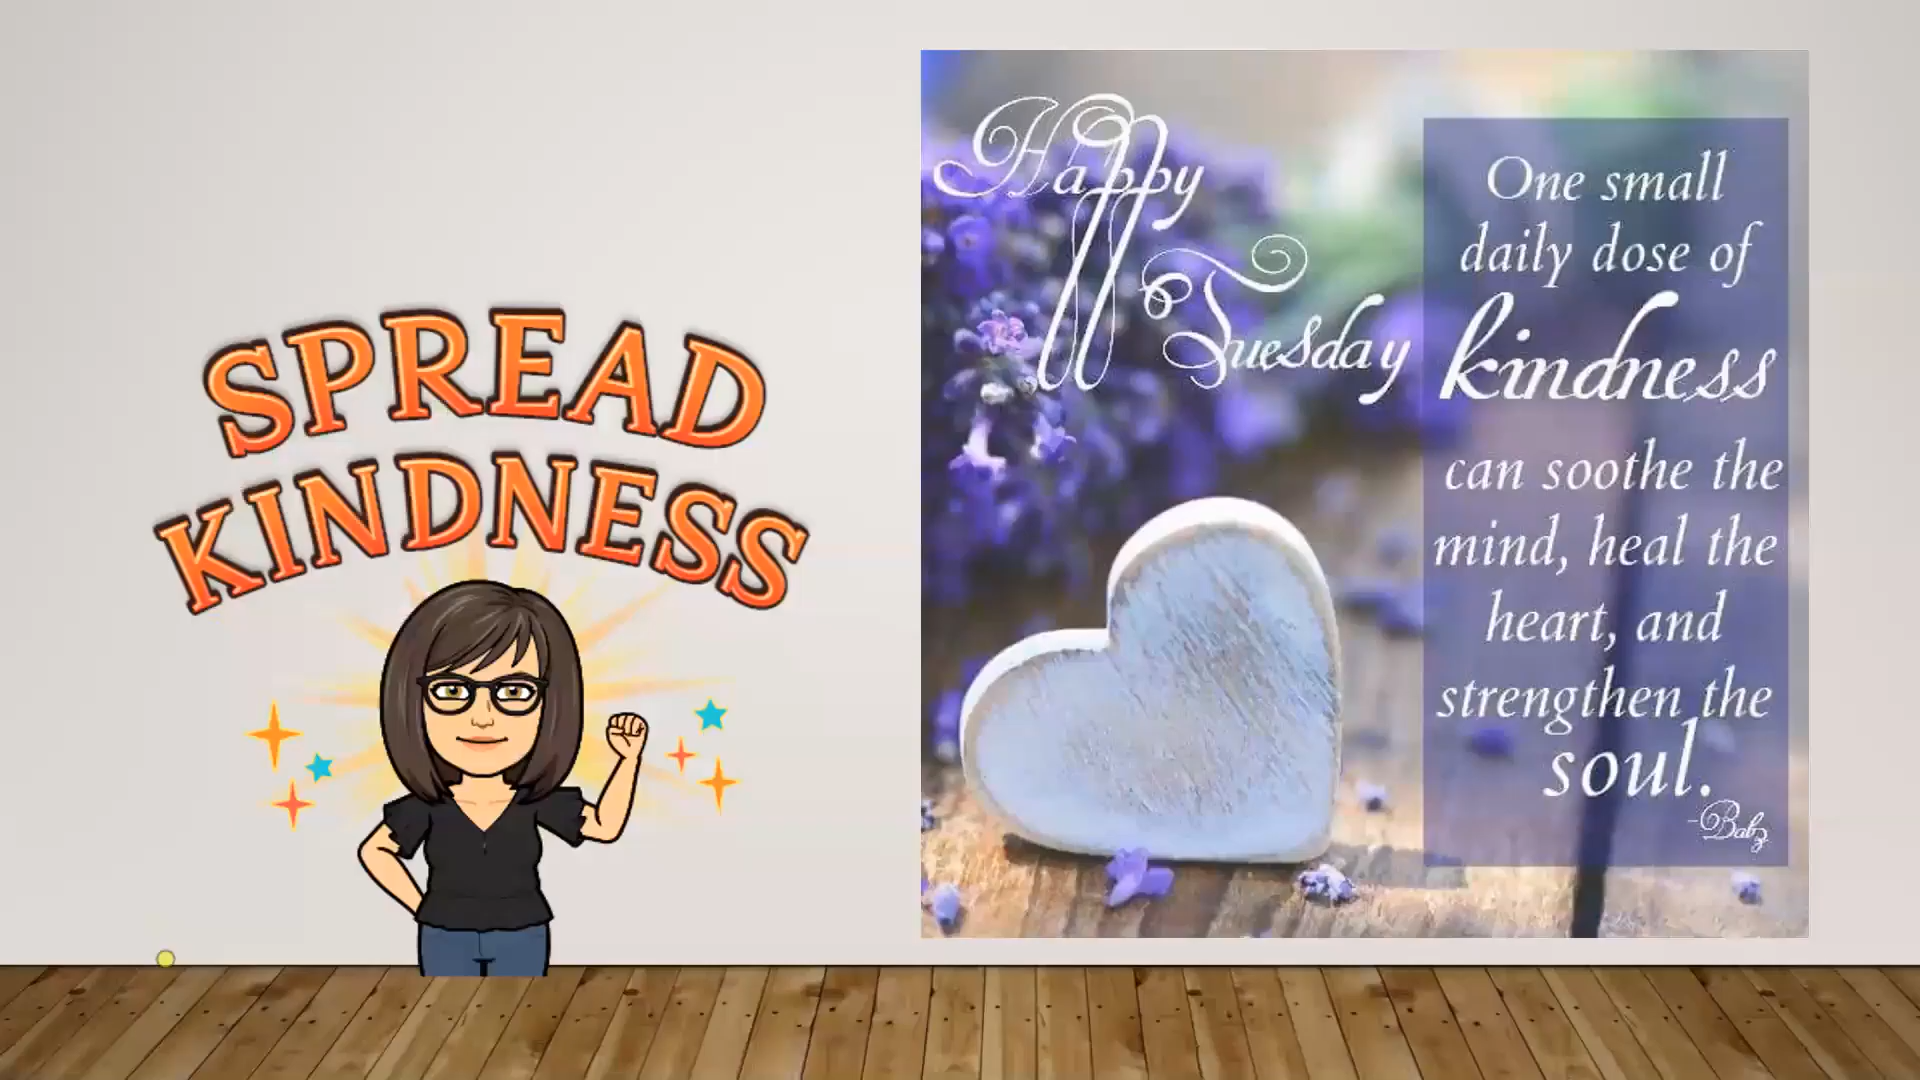 SPREAD
KINDNESS
Happy
Tuesday
One small
daily dose of
kindness
can soothe the
mind, heal the
heart, and
strengthen the
soul.
-Babz